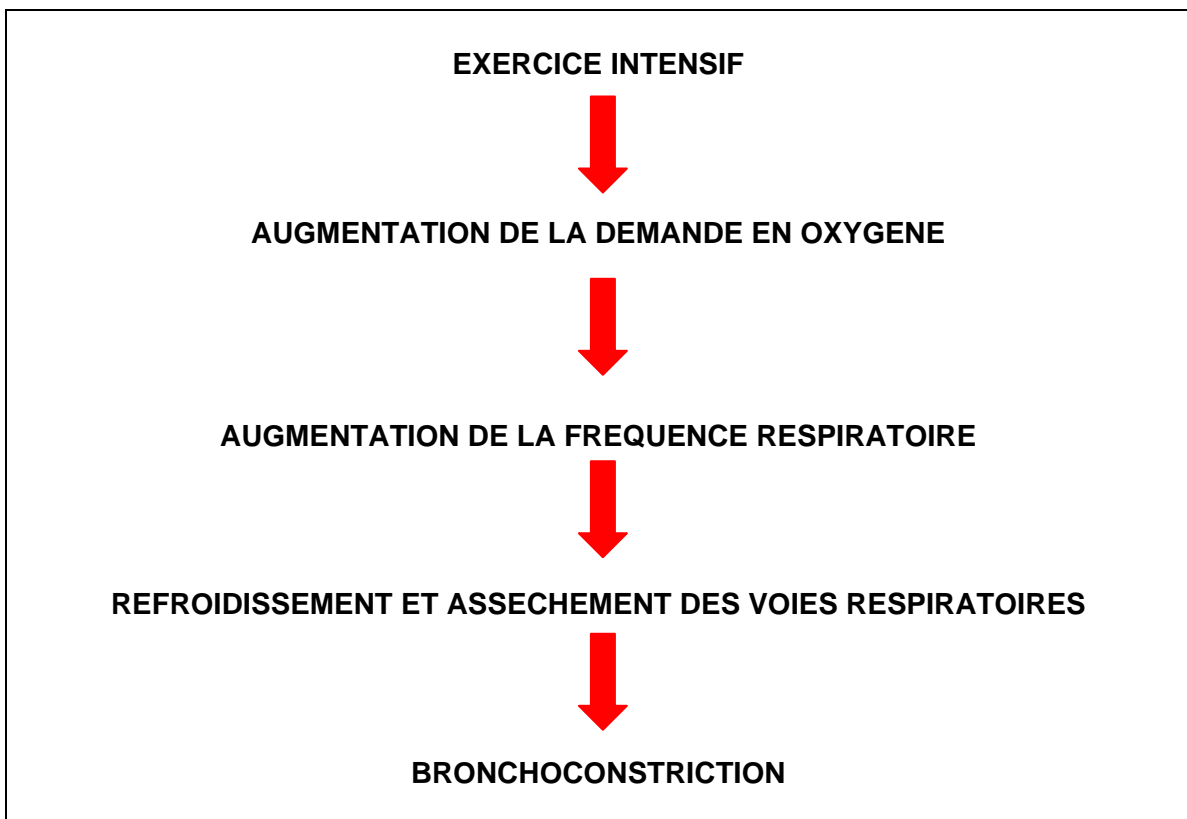 EXERCICE INTENSIF
AUGMENTATION DE LA DEMANDE EN OXYGENE
AUGMENTATION DE LA FREQUENCE RESPIRATOIRE
REFROIDISSEMENT ET ASSECHEMENT DES VOIES RESPIRATOIRES
BRONCHOCONSTRICTION